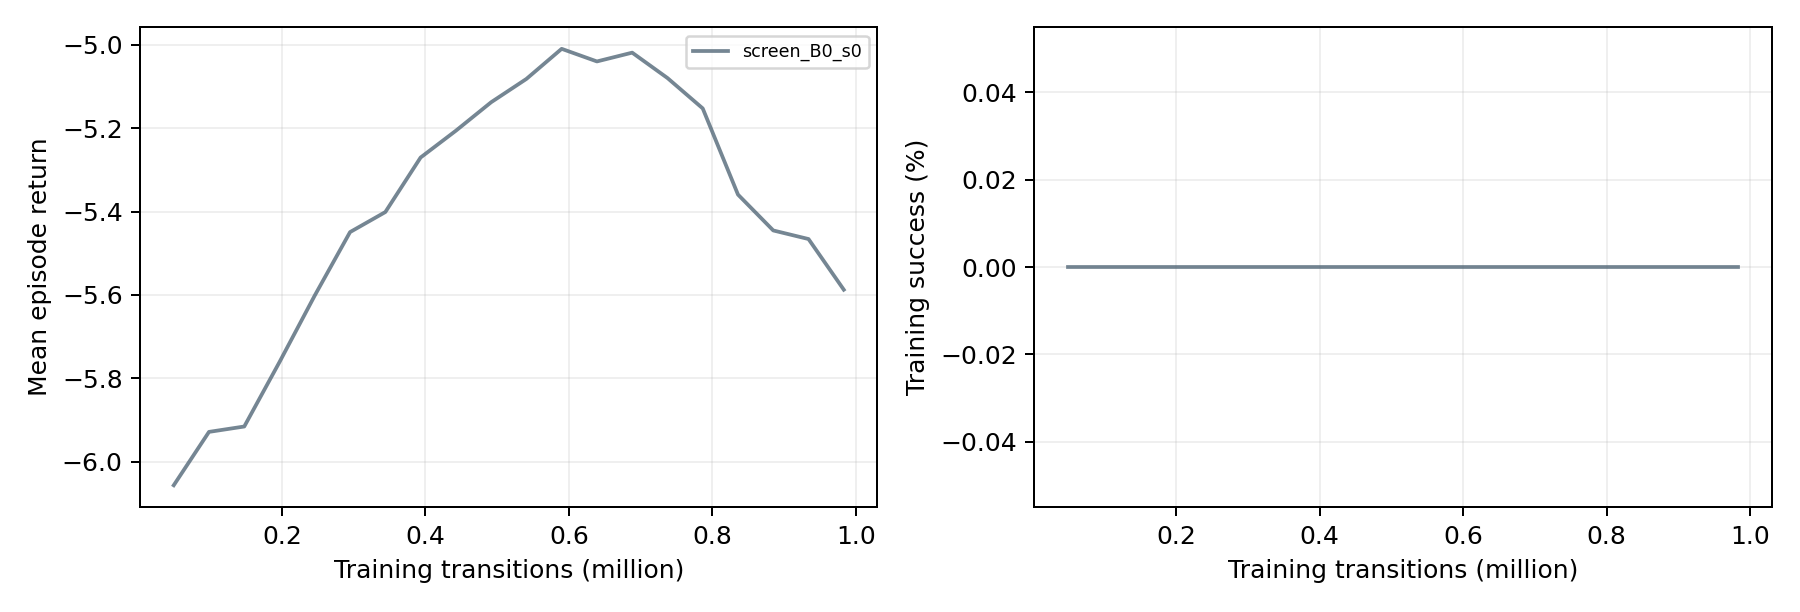 Mean episode return
−5.0
−5.2
−5.4
−5.6
−5.8
−6.0
screen_B0_s0
0.2 0.4 0.6 0.8 1.0
Training transitions (million)
Training success (%)
0.04
0.02
0.00
−0.02
−0.04
0.2 0.4 0.6 0.8 1.0
Training transitions (million)